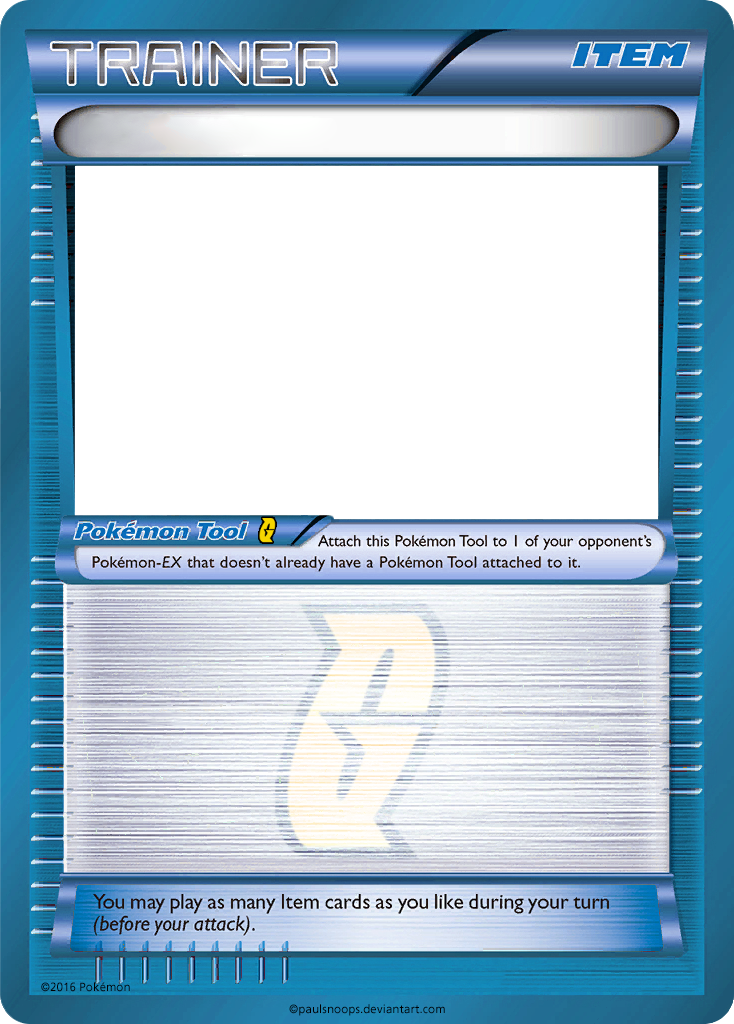 TRAINER
ITEM
Pokémon Tool
Attach this Pokémon Tool to 1 of your opponent's
Pokémon-EX that doesn't already have a Pokémon Tool attached to it.
You may play as many Item cards as you like during your turn
(before your attack).
©2016 Pokémon
©paulsnoops.deviantart.com